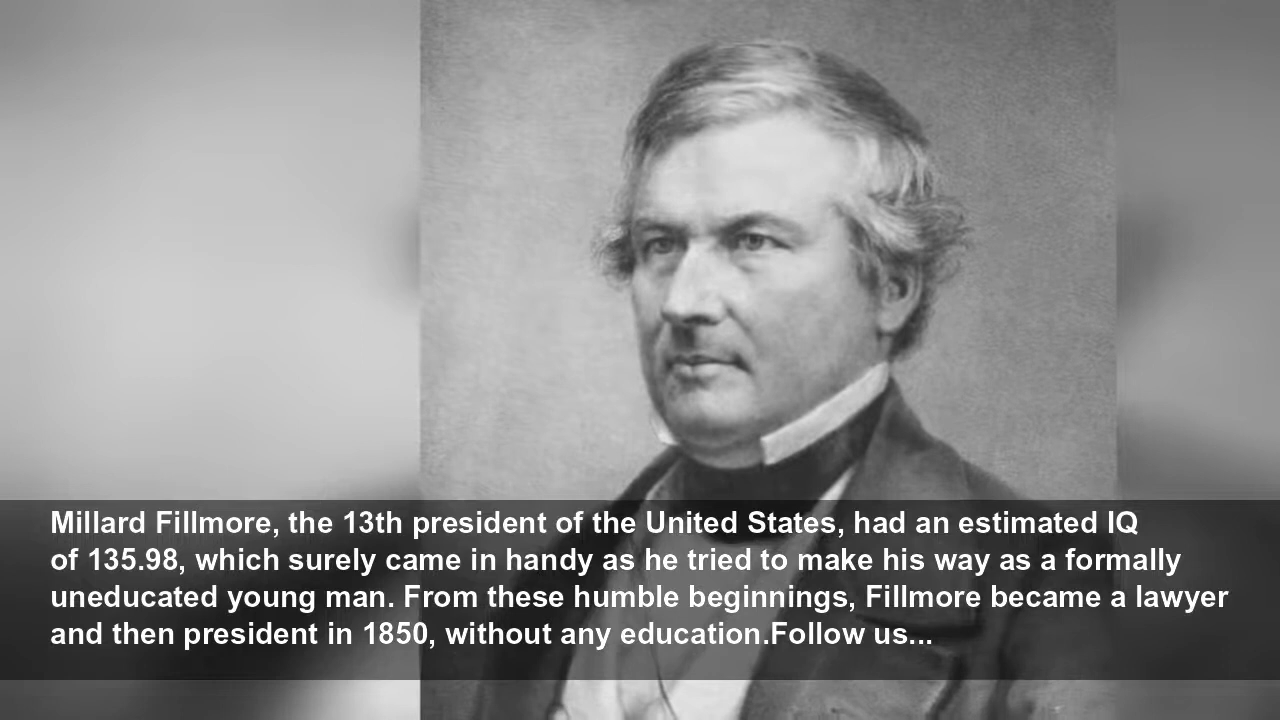 Millard Fillmore, the 13th president of the United States, had an estimated IQ
of 135.98, which surely came in handy as he tried to make his way as a formally
uneducated young man. From these humble beginnings, Fillmore became a lawyer
and then president in 1850, without any education.Follow us...